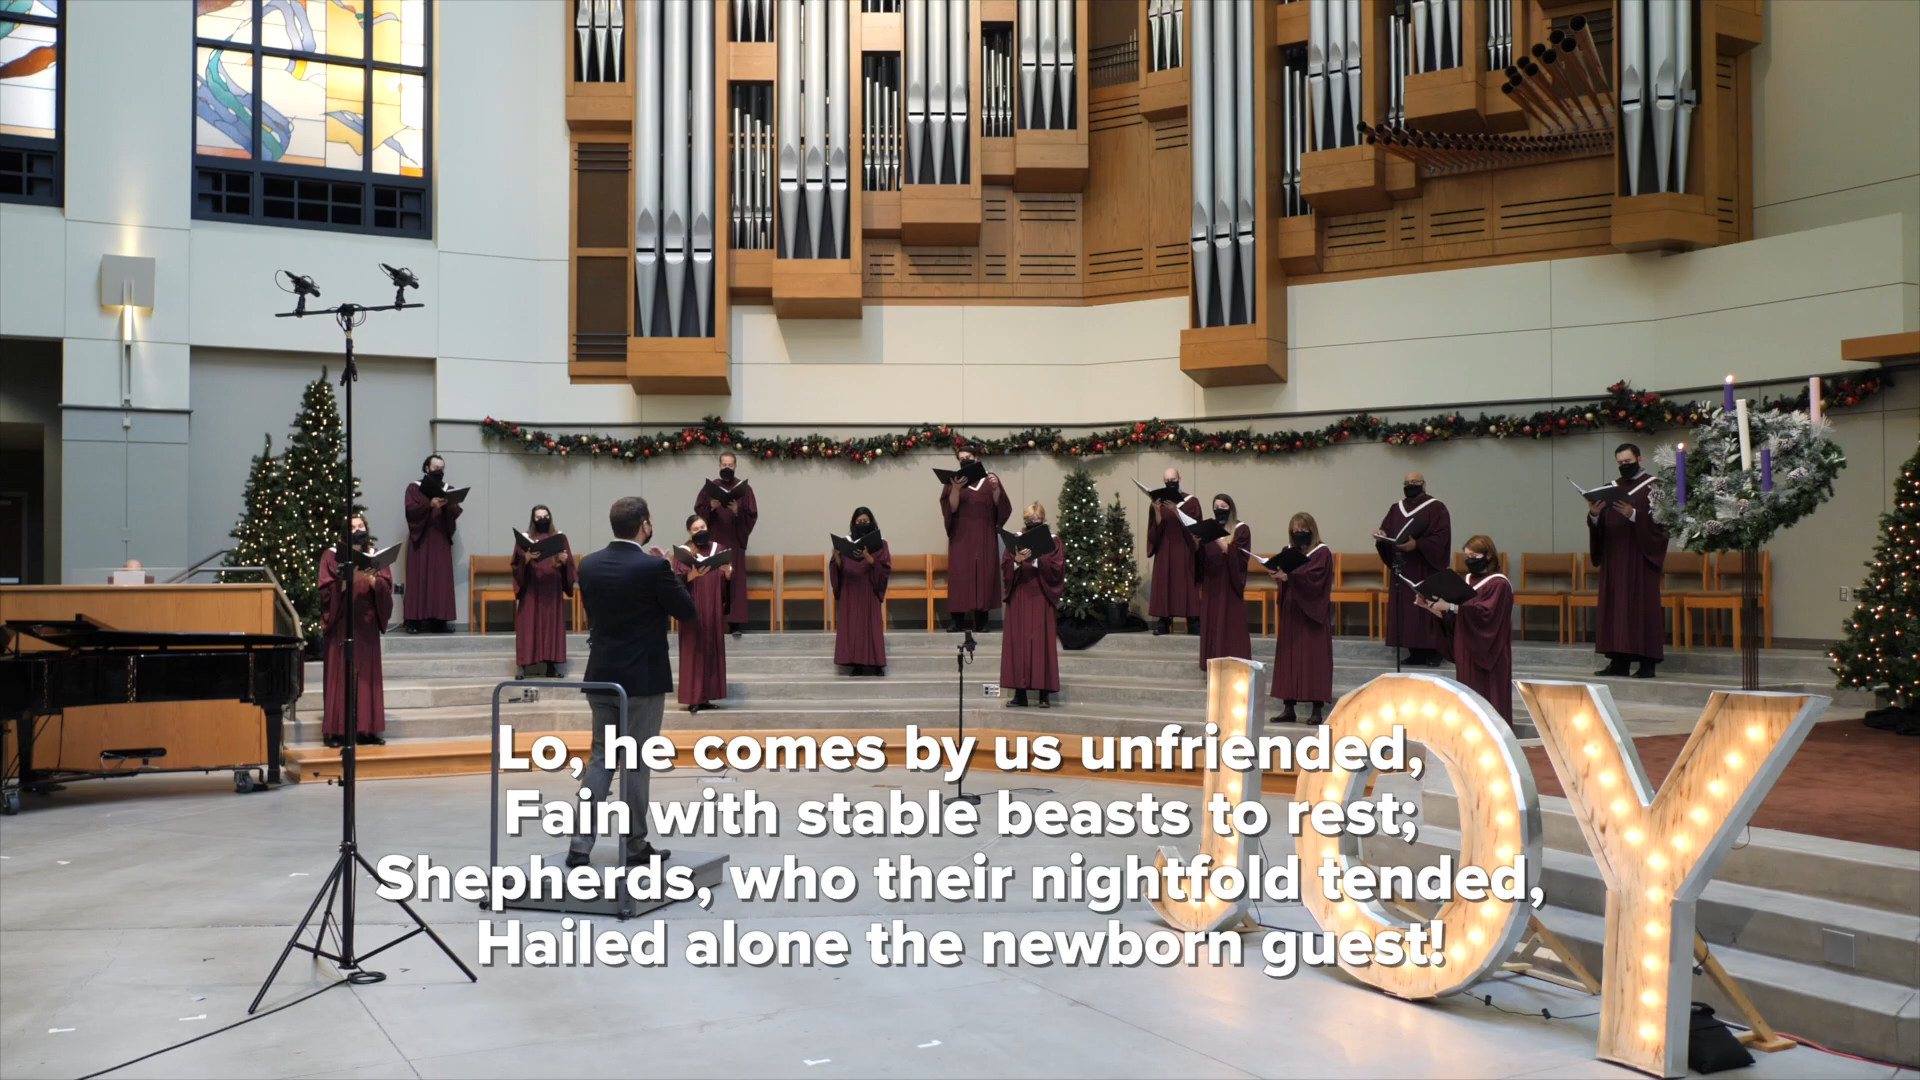 Lo, he comes by us unfriended,
Fain with stable beasts to rest;
Shepherds, who their nightfold tended,
Hailed alone the newborn guest!
JOY